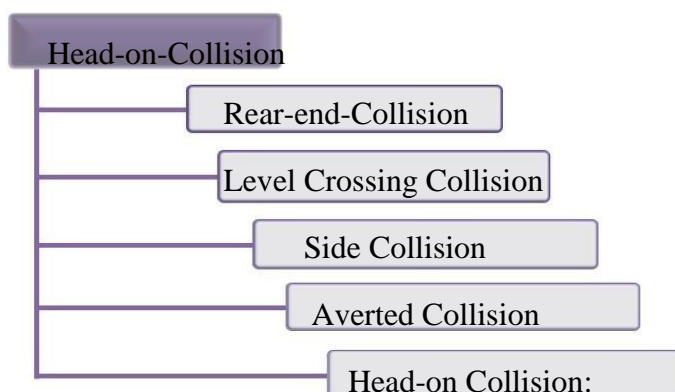 Head-on-Collision
Rear-end-Collision
Level Crossing Collision
Side Collision
Averted Collision
Head-on Collision: